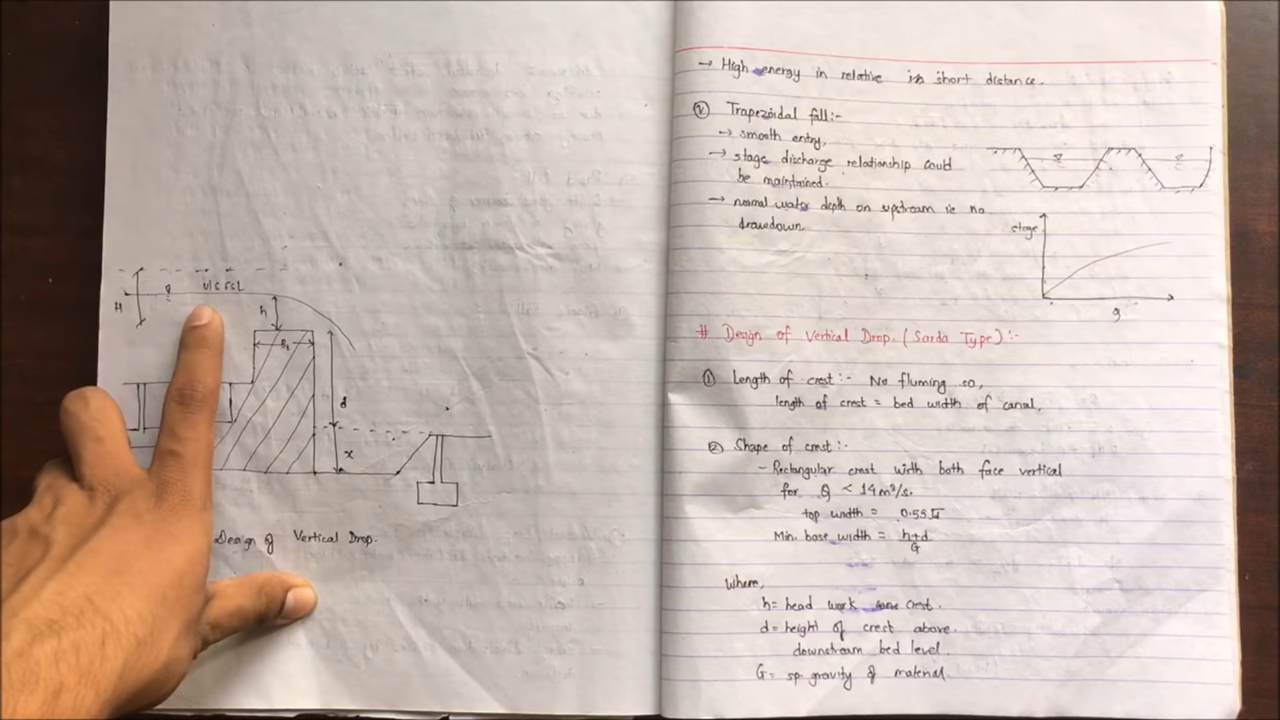 H
U/S FSL
h
Bt
d
x
Design of Vertical Drop.
→ High energy in relative in short distance.
② Trapezoidal fall:-
→ smooth entry,
→ stage discharge relationship could
be maintained.
→ normal water depth on upstream ie no
drawdown
stage
Q
# Design of Vertical Drop. (Sarda Type):-
① Length of crest:- No fluming so,
length of crest = bed width of canal,
② Shape of crest:-
- Rectangular crest with both face vertical
for Q < 14 m³/s.
top width = 0.55√d
Min. base width = h+d
G
Where,
h= head work crest.
d= height of crest above.
downstream bed level.
G= sp. gravity of material.